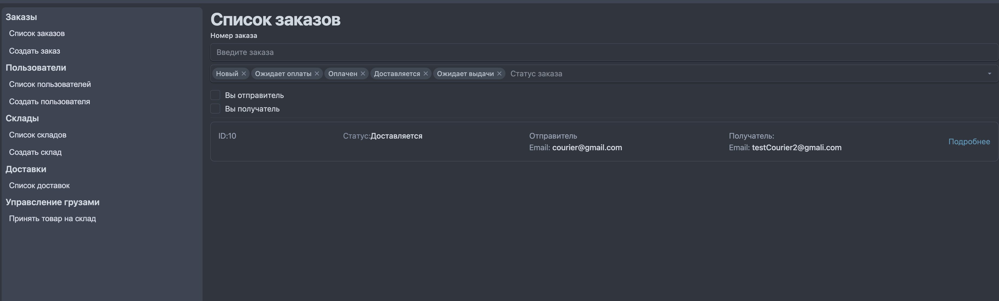 Заказы
Список заказов
Создать заказ
Пользователи
Список пользователей
Создать пользователя
Склады
Список складов
Создать склад
Доставки
Список доставок
Управсление грузами
Принять товар на склад
Список заказов
Номер заказа
Введите заказа
Новый × Ожидает оплаты × Оплачен × Доставляется × Ожидает выдачи × Статус заказа
Вы отправитель
Вы получатель
ID:10 Статус:Доставляется Отправитель Получатель:
Email: courier@gmail.com Email: testCourier2@gmali.com
Подробнее